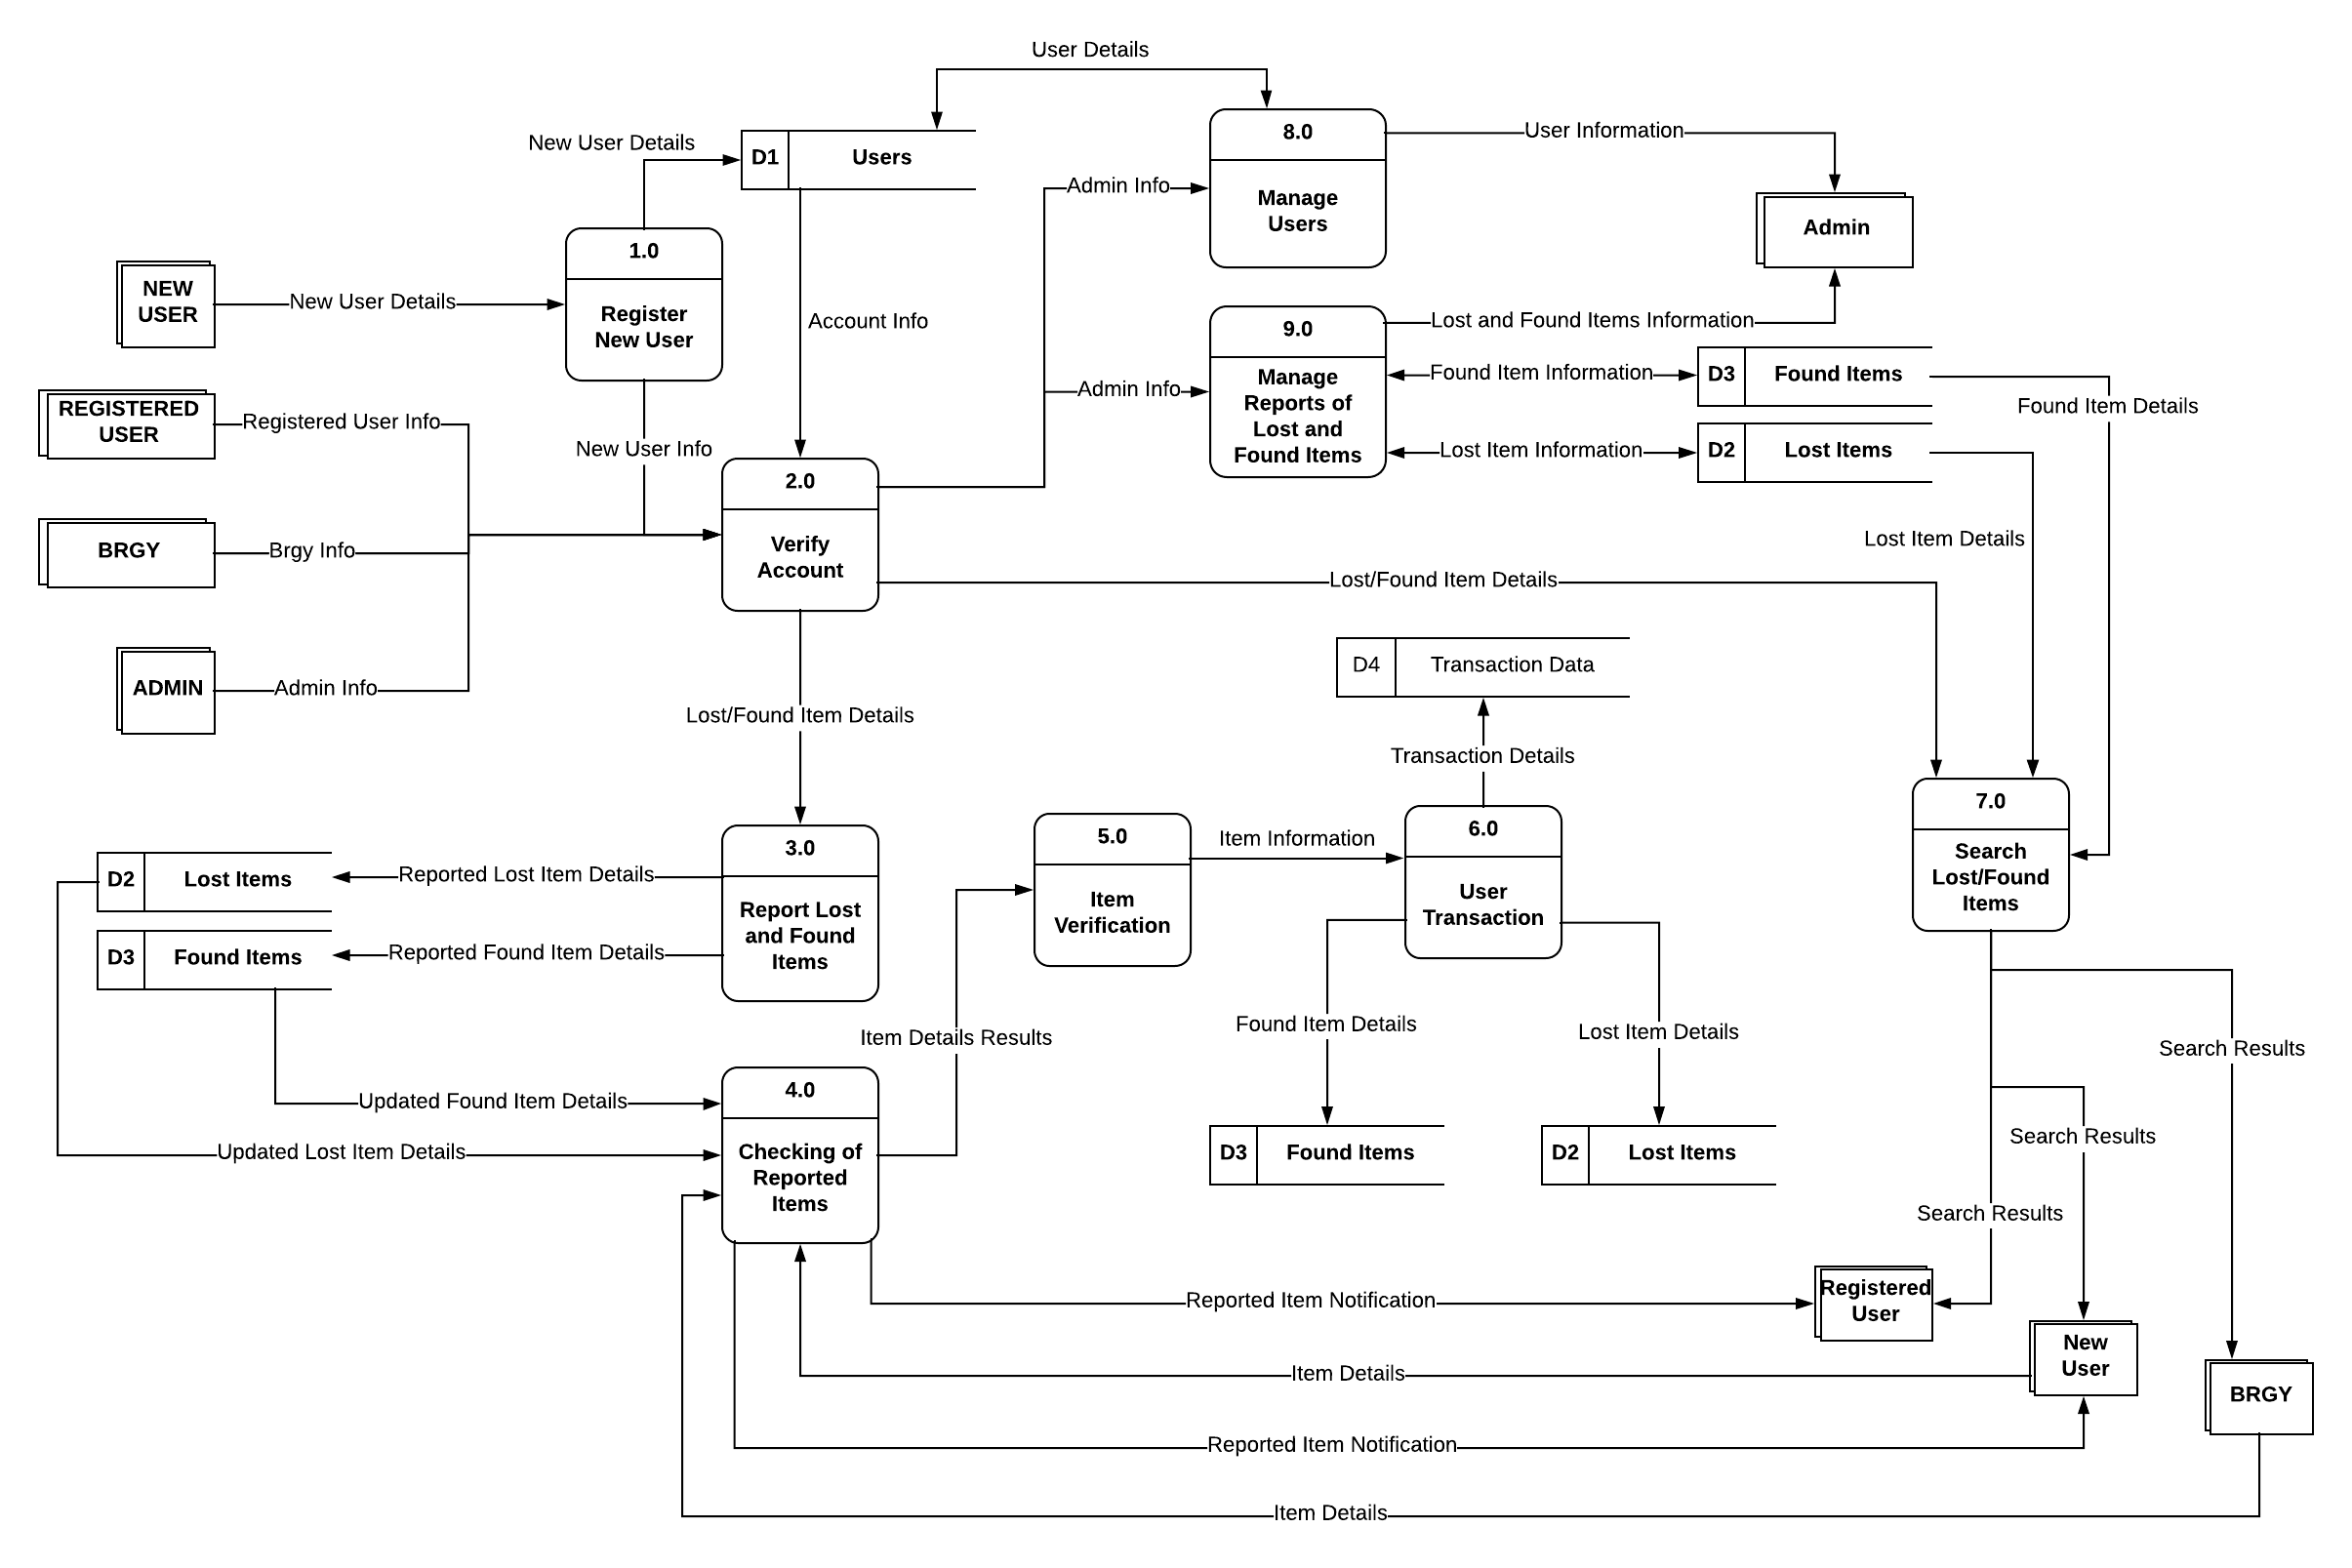 User Details
New User Details
D1
Users
8.0
Manage
Users
User Information
Admin Info
Admin
1.0
Register
New User
NEW
USER
New User Details
Account Info
9.0
Manage
Reports of
Lost and
Found Items
Lost and Found Items Information
Found Item Information
D3
Found Items
Found Item Details
Admin Info
REGISTERED
USER
Registered User Info
New User Info
Lost Item Information
D2
Lost Items
2.0
Verify
Account
BRGY
Brgy Info
Lost Item Details
Lost/Found Item Details
D4
Transaction Data
ADMIN
Admin Info
Lost/Found Item Details
Transaction Details
3.0
Report Lost
and Found
Items
5.0
Item
Verification
Item Information
6.0
User
Transaction
7.0
Search
Lost/Found
Items
D2
Lost Items
Reported Lost Item Details
D3
Found Items
Reported Found Item Details
Item Details Results
Found Item Details
Lost Item Details
Search Results
4.0
Checking of
Reported
Items
Updated Found Item Details
Updated Lost Item Details
D3
Found Items
D2
Lost Items
Search Results
Search Results
Registered
User
Reported Item Notification
New
User
Item Details
BRGY
Reported Item Notification
Item Details